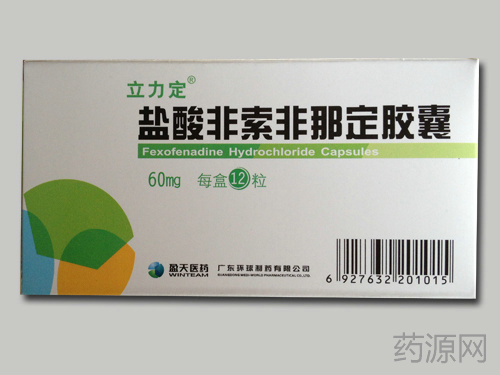 立力定®
盐酸非索非那定胶囊
Fexofenadine Hydrochloride Capsules
60mg 每盒12粒
盈天医药
WINTEAM
广东环球制药有限公司
6 927632 201015
药源网